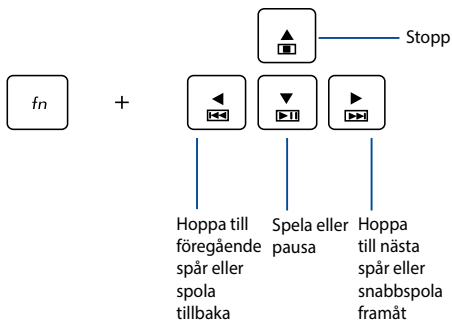 Stopp
fn +
Hoppa till
föregående
spår eller
spola
tillbaka
Spela eller
pausa
Hoppa
till nästa
spår eller
snabbspola
framåt